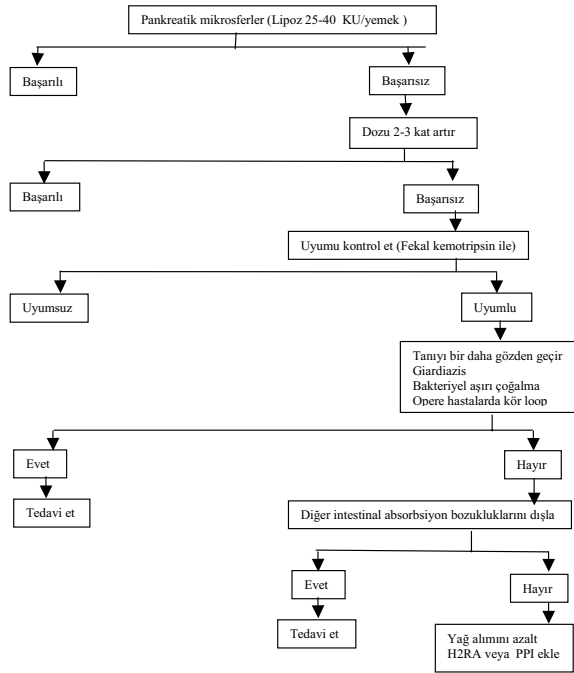 Pankreatik mikrosferler (Lipoz 25-40 KU/yemek )
Başarılı
Başarısız
Dozu 2-3 kat artır
Başarılı
Başarısız
Uyumu kontrol et (Fekal kemotripsin ile)
Uyumsuz
Uyumlu
Tanıyı bir daha gözden geçir
Giardiazis
Bakteriyel aşırı çoğalma
Opere hastalarda kör loop
Evet
Hayır
Tedavi et
Diğer intestinal absorbsiyon bozukluklarını dışla
Evet
Hayır
Tedavi et
Yağ alımını azalt
H2RA veya PPI ekle